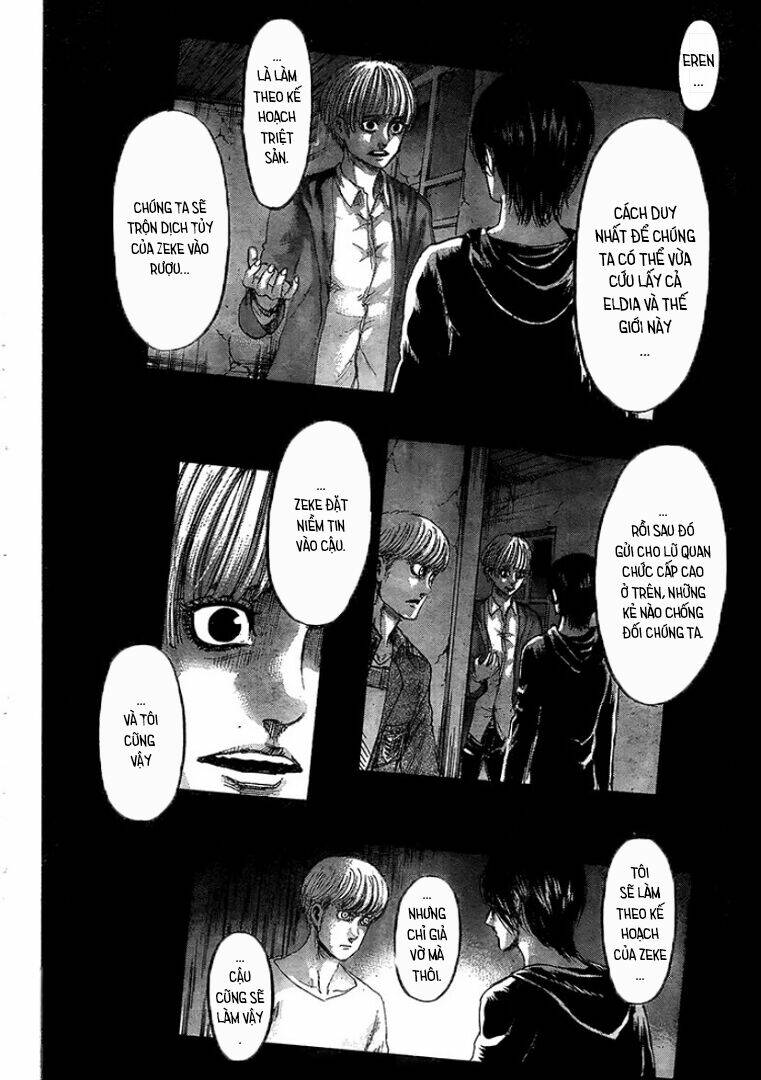 EREN
...
CÁCH DUY
NHẤT ĐỂ CHÚNG
TA CÓ THỂ VỪA
CỨU LẤY CẢ
ELDIA VÀ THẾ
GIỚI NÀY
...
...
LÀ LÀM
THEO KẾ
HOẠCH
TRIỆT
SẢN.
CHÚNG TA SẼ
TRỘN DỊCH TỦY
CỦA ZEKE VÀO
RƯỢU...
...
RỒI SAU ĐÓ
GỬI CHO LŨ QUAN
CHỨC CẤP CAO
Ở TRÊN, NHỮNG
KẺ NÀO CHỐNG
ĐỐI CHÚNG TA.
...
ZEKE ĐẶT
NIỀM TIN
VÀO CẬU.
...
VÀ TÔI
CŨNG
VẬY
TÔI
SẼ LÀM
THEO KẾ
HOẠCH
CỦA ZEKE
...
...
NHƯNG
CHỈ GIẢ
VỜ MÀ
THÔI.
...
CẬU
CŨNG SẼ
LÀM VẬY
.